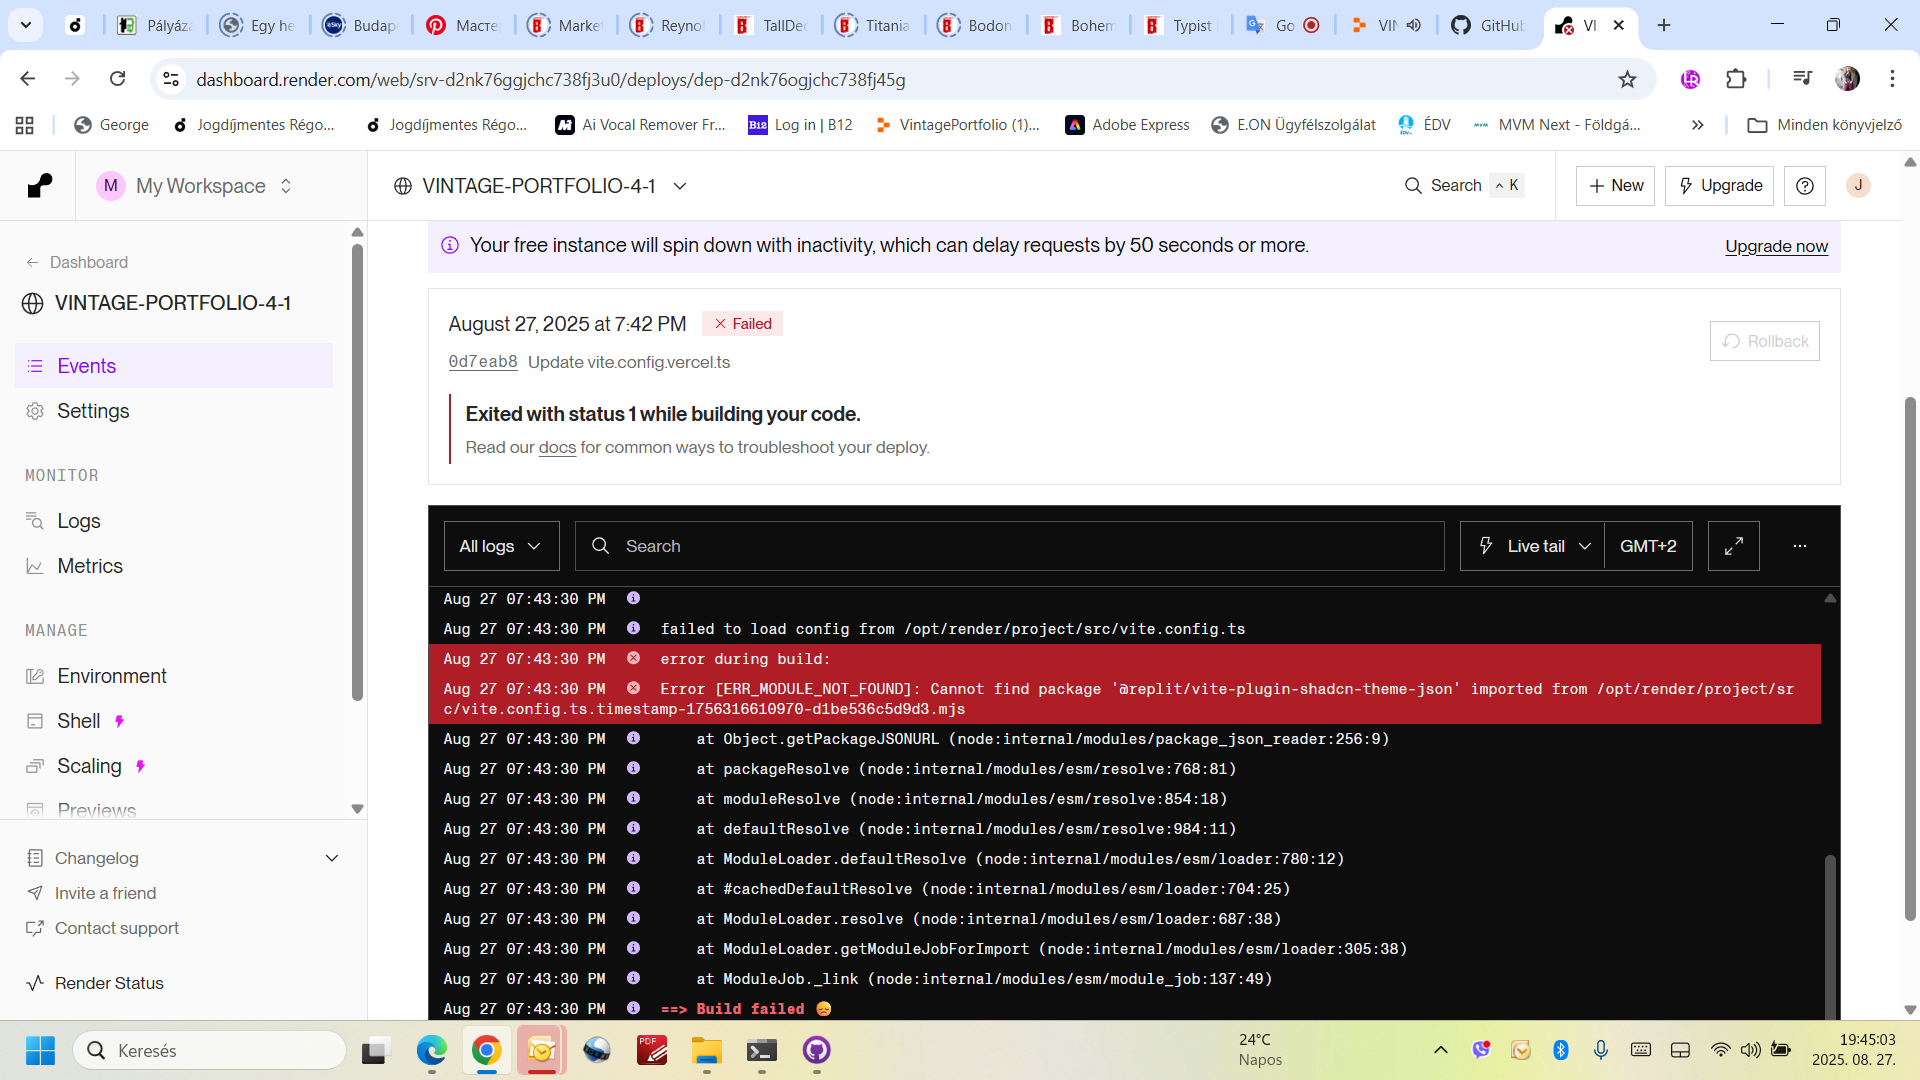 Pályáza
Egy he
Budap
Масте
Marke
Reyno
TallDec
Titania
Bodon
Bohem
Typist
Go
VIN
GitHub
VI
dashboard.render.com/web/srv-d2nk76ggjchc738fj3u0/deploys/dep-d2nk76ogjchc738fj45g
George
Jogdíjmentes Régo...
Jogdíjmentes Régo...
Ai Vocal Remover Fr...
B12 Log in | B12
VintagePortfolio (1)...
Adobe Express
E.ON Ügyfélszolgálat
ÉDV
MVM Next - Földgá...
Minden könyvjelző
M My Workspace
VINTAGE-PORTFOLIO-4-1
Search ^ K
+ New
Upgrade
J
Your free instance will spin down with inactivity, which can delay requests by 50 seconds or more.
Upgrade now
Dashboard
VINTAGE-PORTFOLIO-4-1
Events
Settings
MONITOR
Logs
Metrics
MANAGE
Environment
Shell
Scaling
Previews
Changelog
Invite a friend
Contact support
Render Status
August 27, 2025 at 7:42 PM
Failed
Rollback
0d7eab8 Update vite.config.vercel.ts
Exited with status 1 while building your code.
Read our docs for common ways to troubleshoot your deploy.
All logs
Search
Live tail
GMT+2
Aug 27 07:43:30 PM
Aug 27 07:43:30 PM failed to load config from /opt/render/project/src/vite.config.ts
Aug 27 07:43:30 PM error during build:
Aug 27 07:43:30 PM Error [ERR_MODULE_NOT_FOUND]: Cannot find package '@replit/vite-plugin-shadcn-theme-json' imported from /opt/render/project/sr
c/vite.config.ts.timestamp-1756316610970-d1be536c5d9d3.mjs
Aug 27 07:43:30 PM at Object.getPackageJSONURL (node:internal/modules/package_json_reader:256:9)
Aug 27 07:43:30 PM at packageResolve (node:internal/modules/esm/resolve:768:81)
Aug 27 07:43:30 PM at moduleResolve (node:internal/modules/esm/resolve:854:18)
Aug 27 07:43:30 PM at defaultResolve (node:internal/modules/esm/resolve:984:11)
Aug 27 07:43:30 PM at ModuleLoader.defaultResolve (node:internal/modules/esm/loader:780:12)
Aug 27 07:43:30 PM at #cachedDefaultResolve (node:internal/modules/esm/loader:704:25)
Aug 27 07:43:30 PM at ModuleLoader.resolve (node:internal/modules/esm/loader:687:38)
Aug 27 07:43:30 PM at ModuleLoader.getModuleJobForImport (node:internal/modules/esm/loader:305:38)
Aug 27 07:43:30 PM at ModuleJob._link (node:internal/modules/esm/module_job:137:49)
Aug 27 07:43:30 PM ==> Build failed 😞
Keresés
PDF
24°C
Napos
19:45:03
2025. 08. 27.